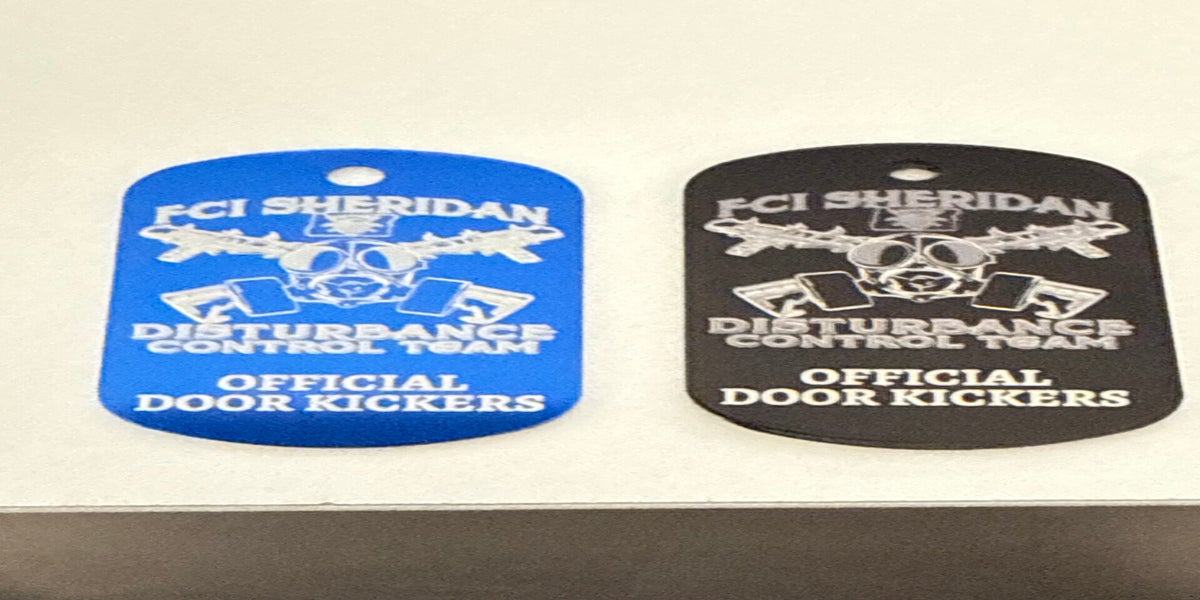 FCI SHERIDAN
DISTURBANCE
CONTROL TEAM
OFFICIAL
DOOR KICKERS
FCI SHERIDAN
DISTURBANCE
CONTROL TEAM
OFFICIAL
DOOR KICKERS